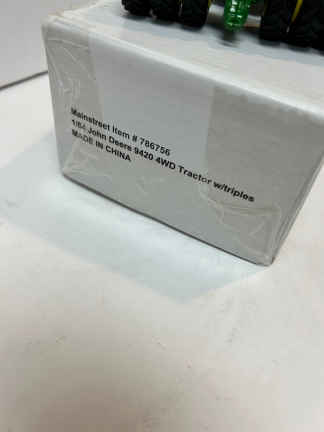 Mainstreet Item # 786756
1/64 John Deere 9420 4WD Tractor w/triples
MADE IN CHINA